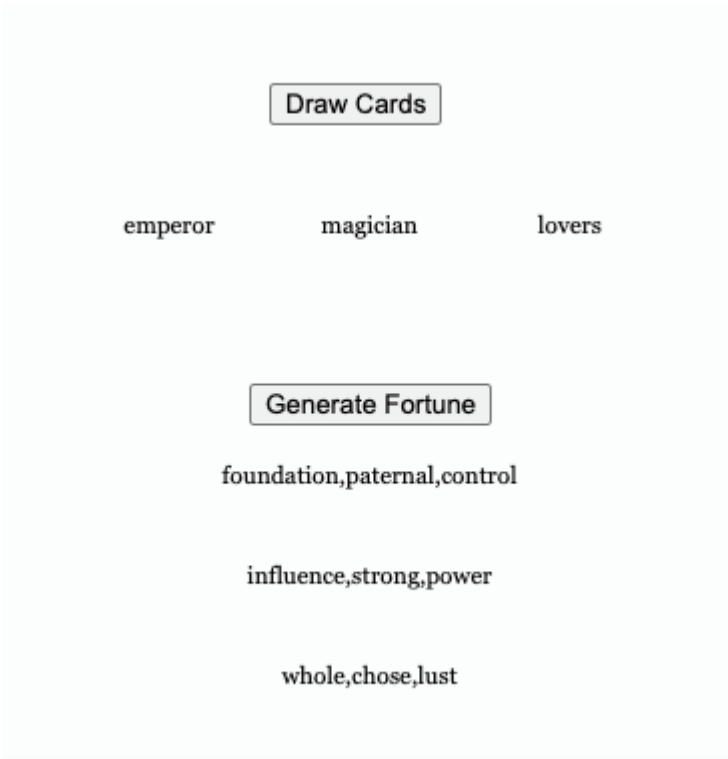 Draw Cards
emperor magician lovers
Generate Fortune
foundation,paternal,control
influence,strong,power
whole,chose,lust